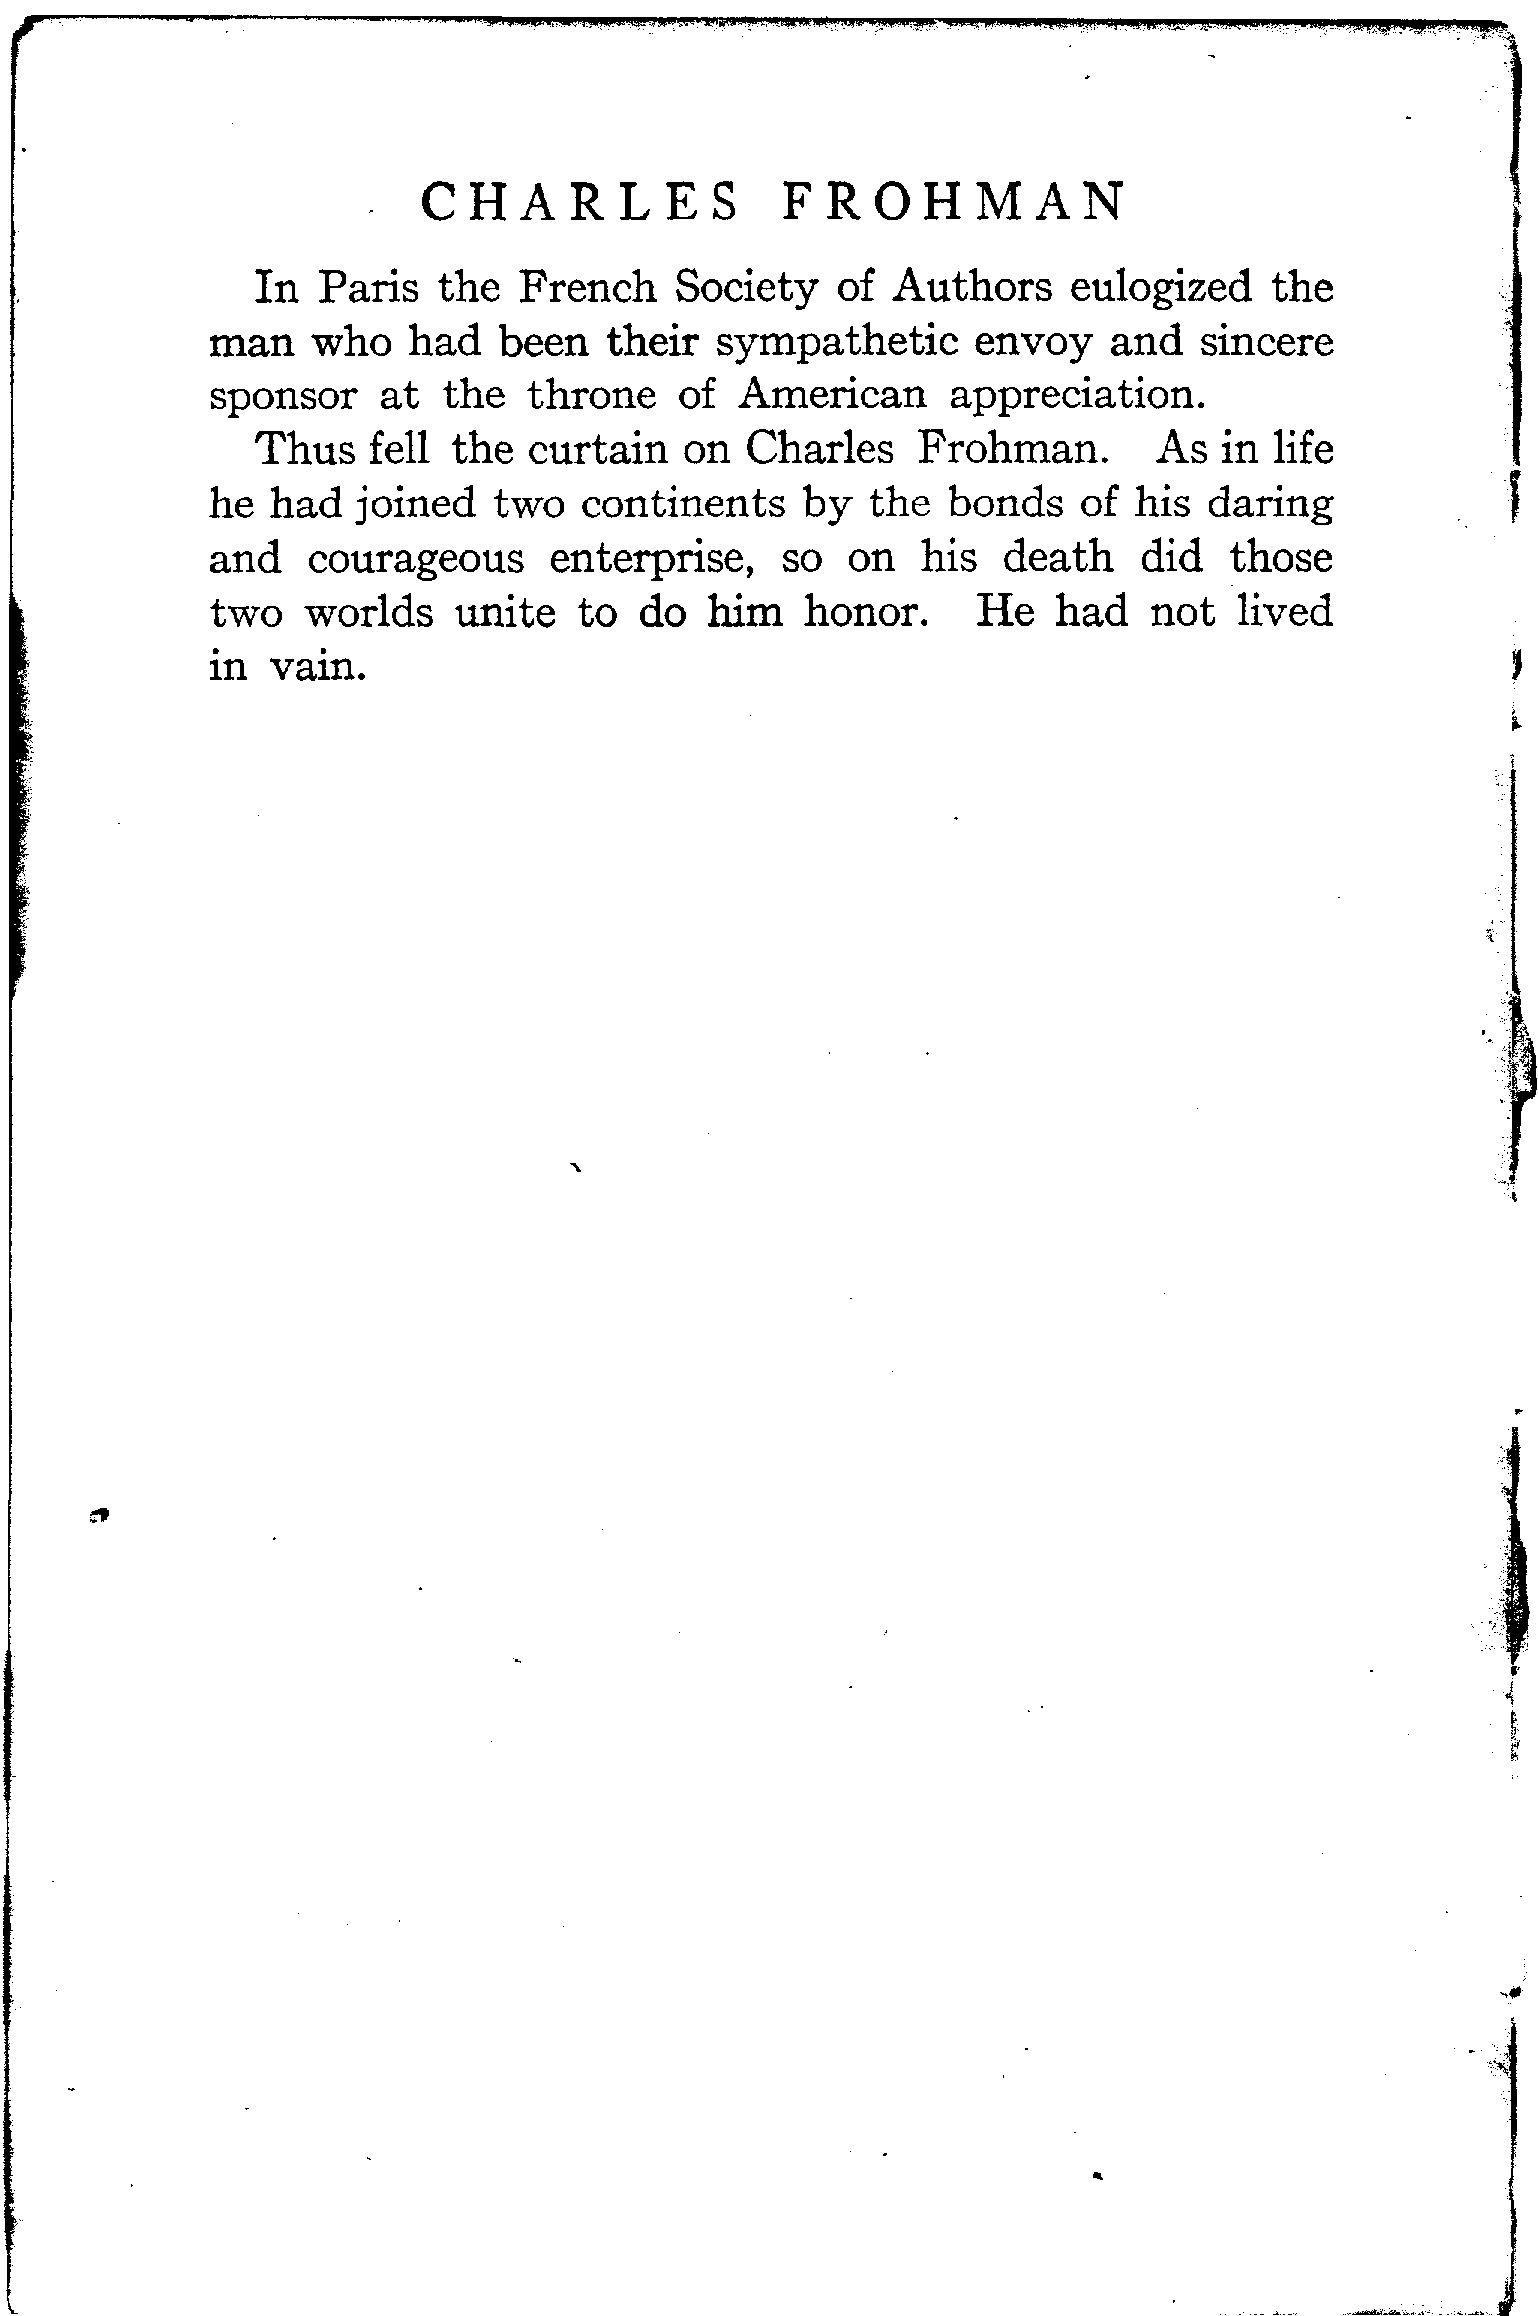 CHARLES FROHMAN
In Paris the French Society of Authors eulogized the
man who had been their sympathetic envoy and sincere
sponsor at the throne of American appreciation.
Thus fell the curtain on Charles Frohman. As in life
he had joined two continents by the bonds of his daring
and courageous enterprise, so on his death did those
two worlds unite to do him honor. He had not lived
in vain.